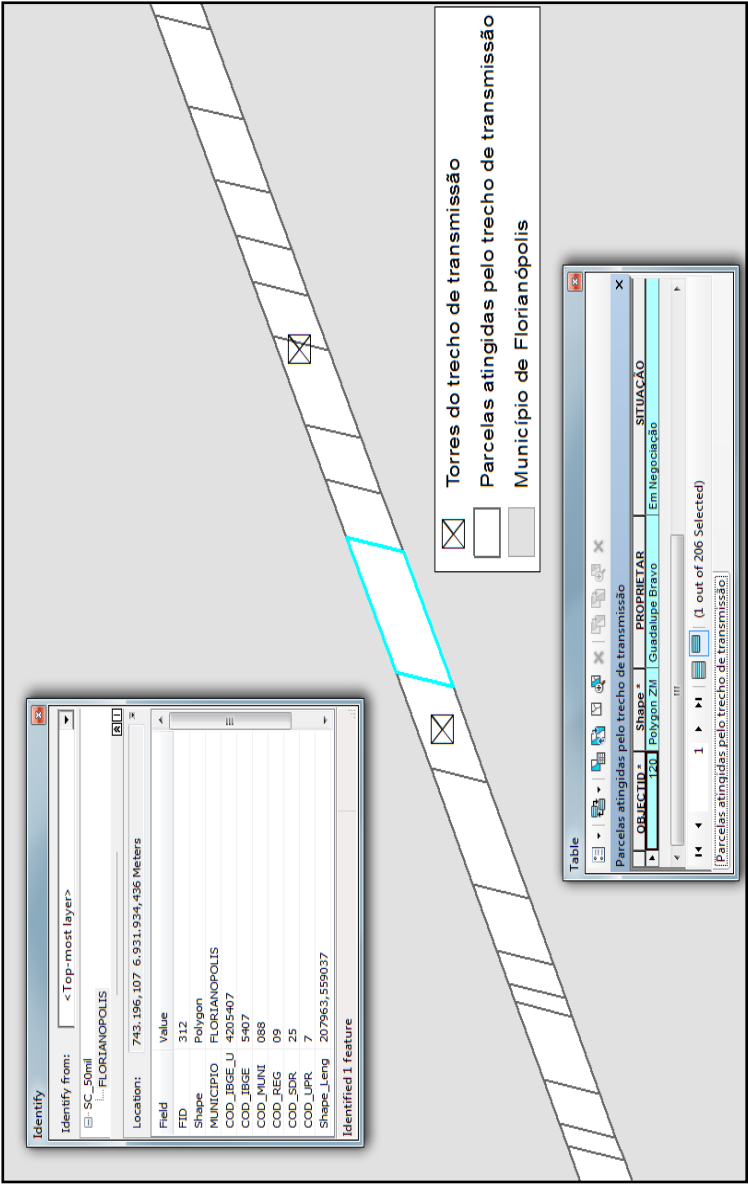 Identify
Identify from: <Top-most layer>
SC_50mil
FLORIANOPOLIS
Location: 743.196,107 6.931.934,436 Meters
Field Value
FID 312
Shape Polygon
MUNICIPIO FLORIANOPOLIS
COD_IBGE_U 4205407
COD_IBGE 5407
COD_MUNI 088
COD_REG 09
COD_SDR 25
COD_UPR 7
Shape_Leng 207963,559037
Identified 1 feature
Torres do trecho de transmissão
Parcelas atingidas pelo trecho de transmissão
Município de Florianópolis
Table
Parcelas atingidas pelo trecho de transmissão
OBJECTID * Shape * PROPRIETAR SITUAÇÃO
120 Polygon ZM Guadalupe Bravo Em Negociação
1 (1 out of 206 Selected)
Parcelas atingidas pelo trecho de transmissão